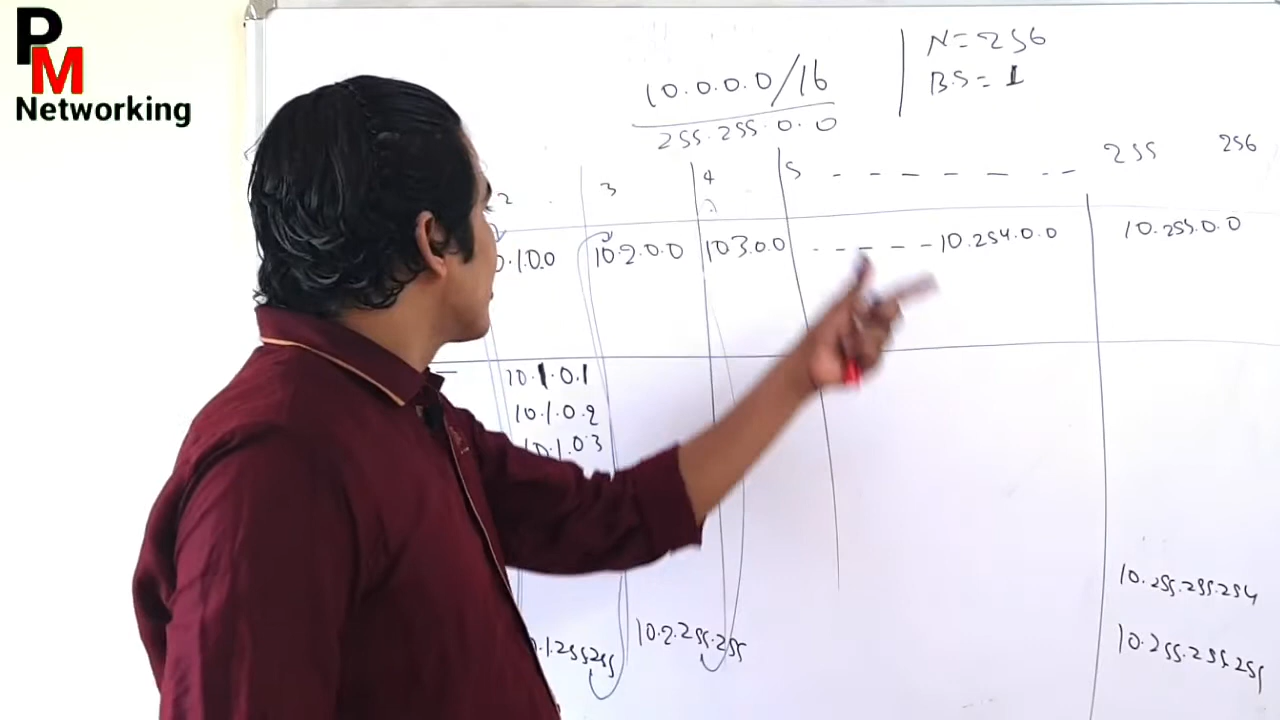 PM
Networking
10.0.0.0/16
255.255.0.0
N=256
B.S=1
2 3 4 5 - - - - - - - 255 256
0.1.0.0 10.2.0.0 10.3.0.0 - - - - - 10.254.0.0 10.255.0.0
10.1.0.1
10.1.0.2
10.1.0.3
10.255.255.254
.1.255.255 10.2.255.255 10.255.255.255